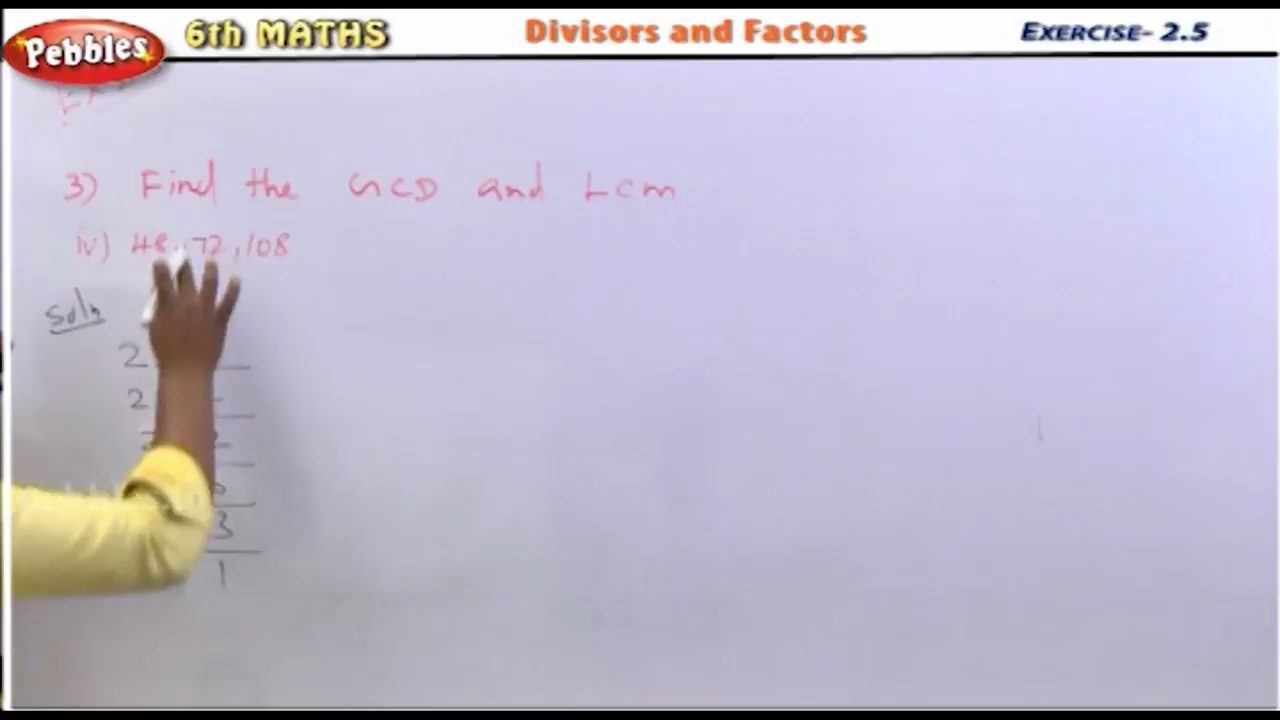 Pebbles 6th MATHS Divisors and Factors EXERCISE- 2.5
3) Find the GCD and Lcm
iv) 48, 72, 108
Soln
2
2
3
1